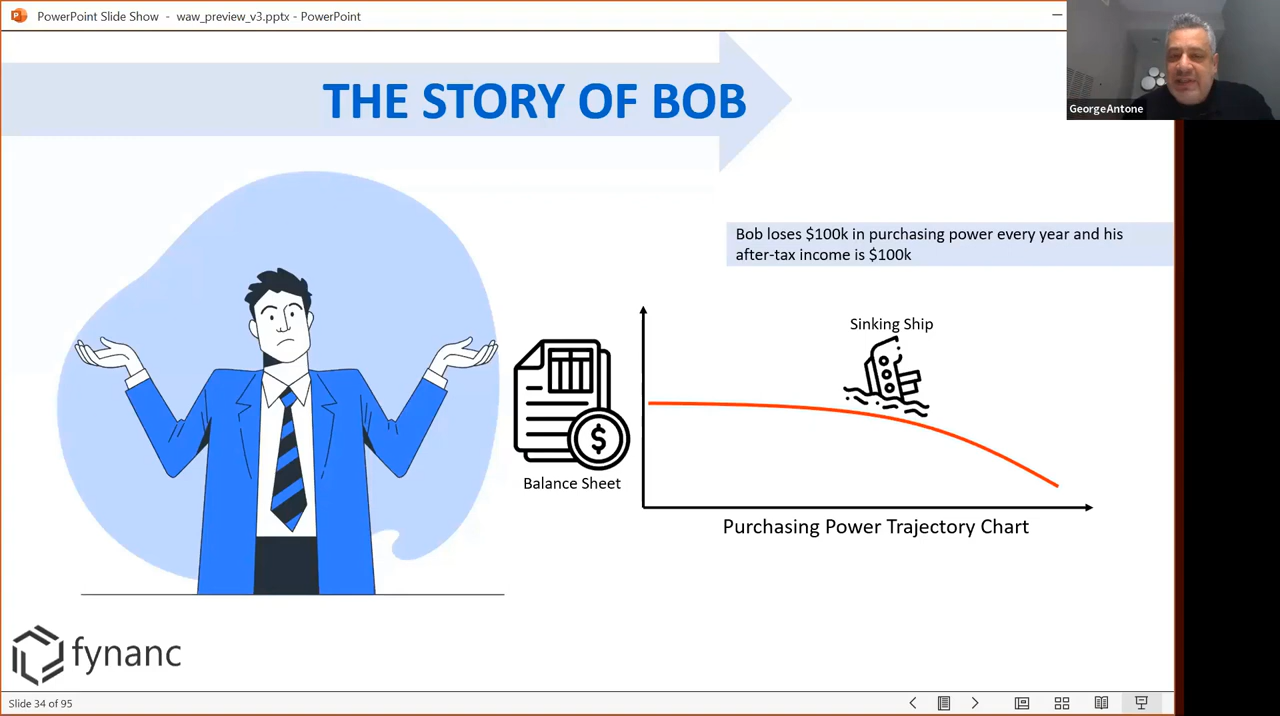 PowerPoint Slide Show - waw_preview_v3.pptx - PowerPoint
GeorgeAntone
THE STORY OF BOB
Bob loses $100k in purchasing power every year and his
after-tax income is $100k
Sinking Ship
$
Balance Sheet
Purchasing Power Trajectory Chart
fynanc
Slide 34 of 95